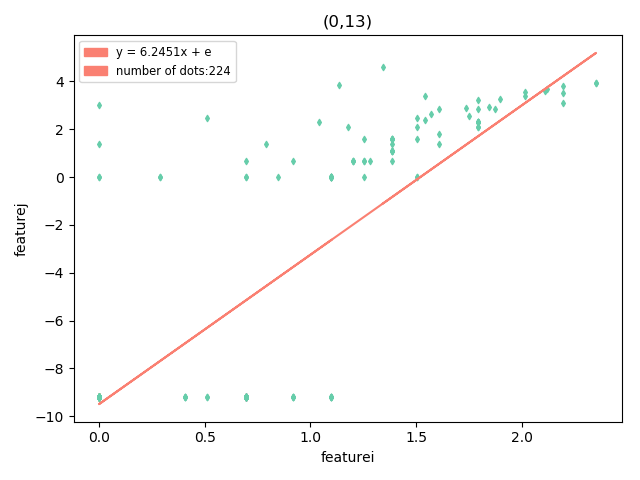 (0,13)
y = 6.2451x + e
number of dots:224
featurej
4
2
0
−2
−4
−6
−8
−10
0.0 0.5 1.0 1.5 2.0
featurei